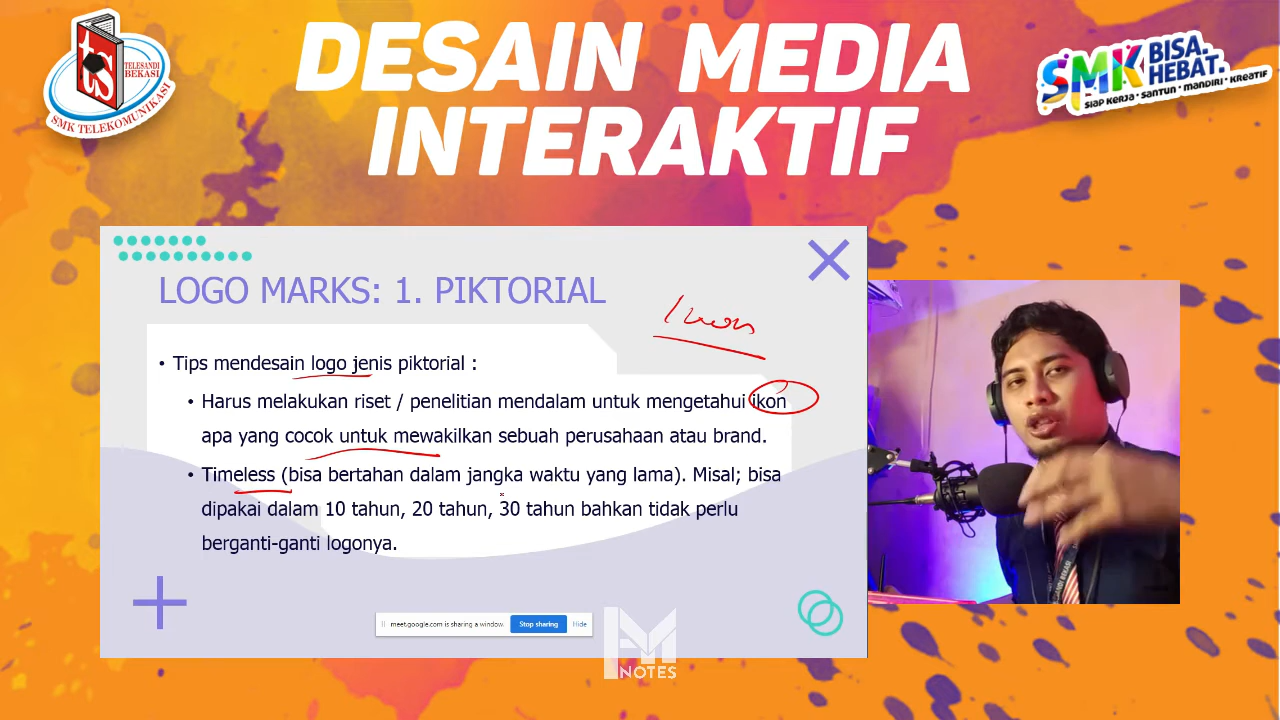 DESAIN MEDIA
INTERAKTIF
TELESANDI
BEKASI
SMK TELEKOMUNIKASI
SMK BISA.
HEBAT.
SIAP KERJA • SANTUN • MANDIRI • KREATIF
LOGO MARKS: 1. PIKTORIAL
Ikon
• Tips mendesain logo jenis piktorial :
• Harus melakukan riset / penelitian mendalam untuk mengetahui ikon
apa yang cocok untuk mewakilkan sebuah perusahaan atau brand.
• Timeless (bisa bertahan dalam jangka waktu yang lama). Misal; bisa
dipakai dalam 10 tahun, 20 tahun, 30 tahun bahkan tidak perlu
berganti-ganti logonya.
meet.google.com is sharing a window.
Stop sharing
Hide
NOTES